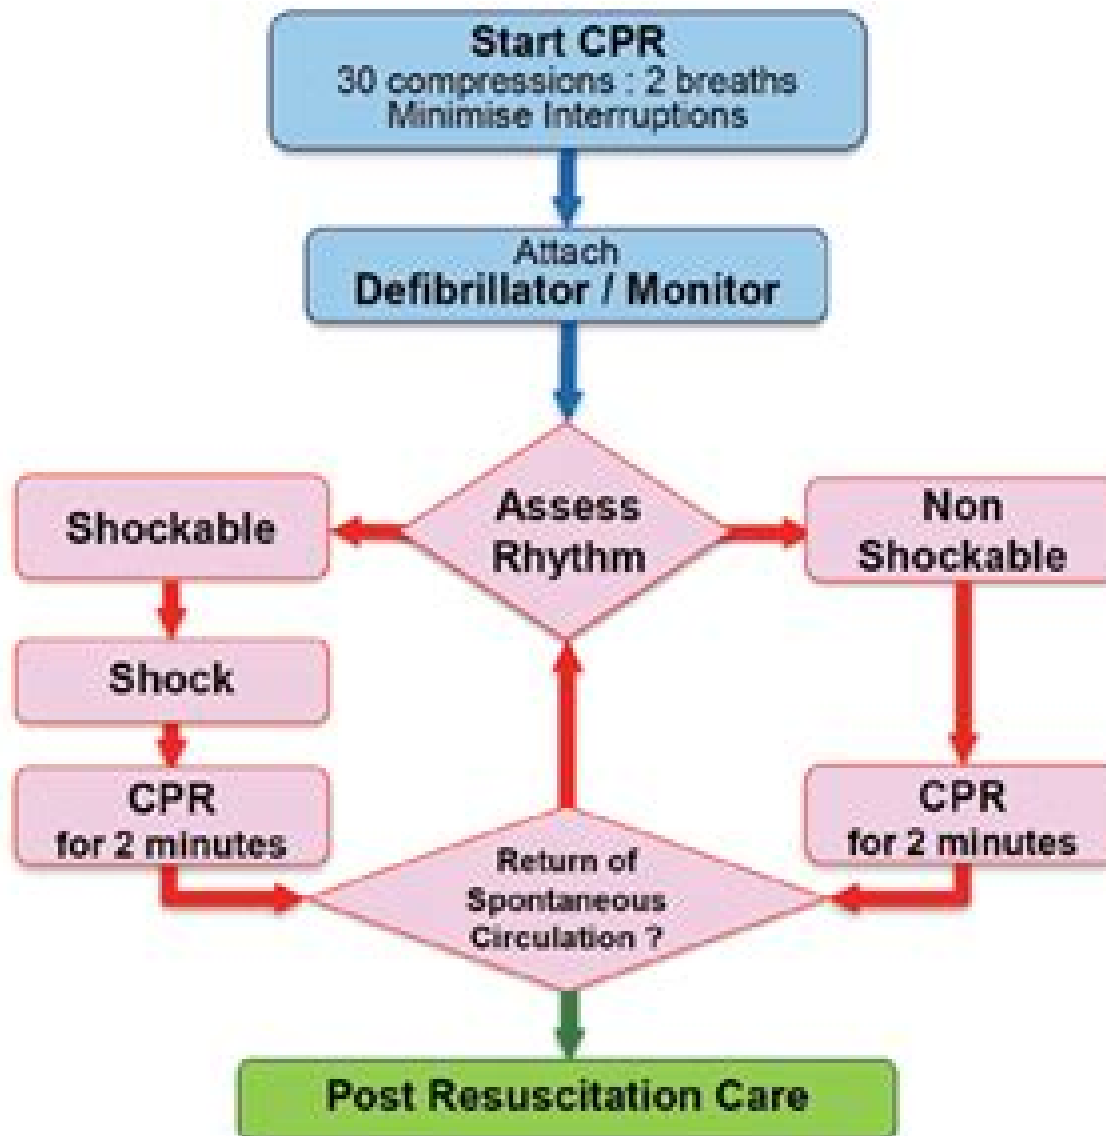 Start CPR
30 compressions : 2 breaths
Minimise Interruptions
Attach
Defibrillator / Monitor
Assess
Rhythm
Shockable
Non
Shockable
Shock
CPR
for 2 minutes
CPR
for 2 minutes
Return of
Spontaneous
Circulation ?
Post Resuscitation Care